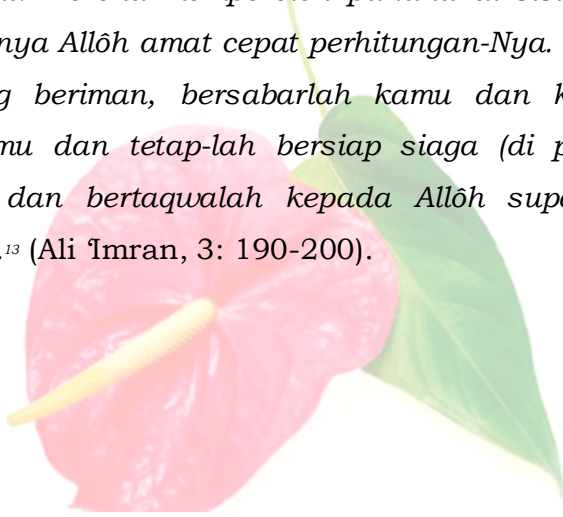 nya Allôh amat cepat perhitungan-Nya.
g beriman, bersabarlah kamu dan k
mu dan tetap-lah bersiap siaga (di p
dan bertaqwalah kepada Allôh sup
.¹³ (Ali ‘Imran, 3: 190-200).